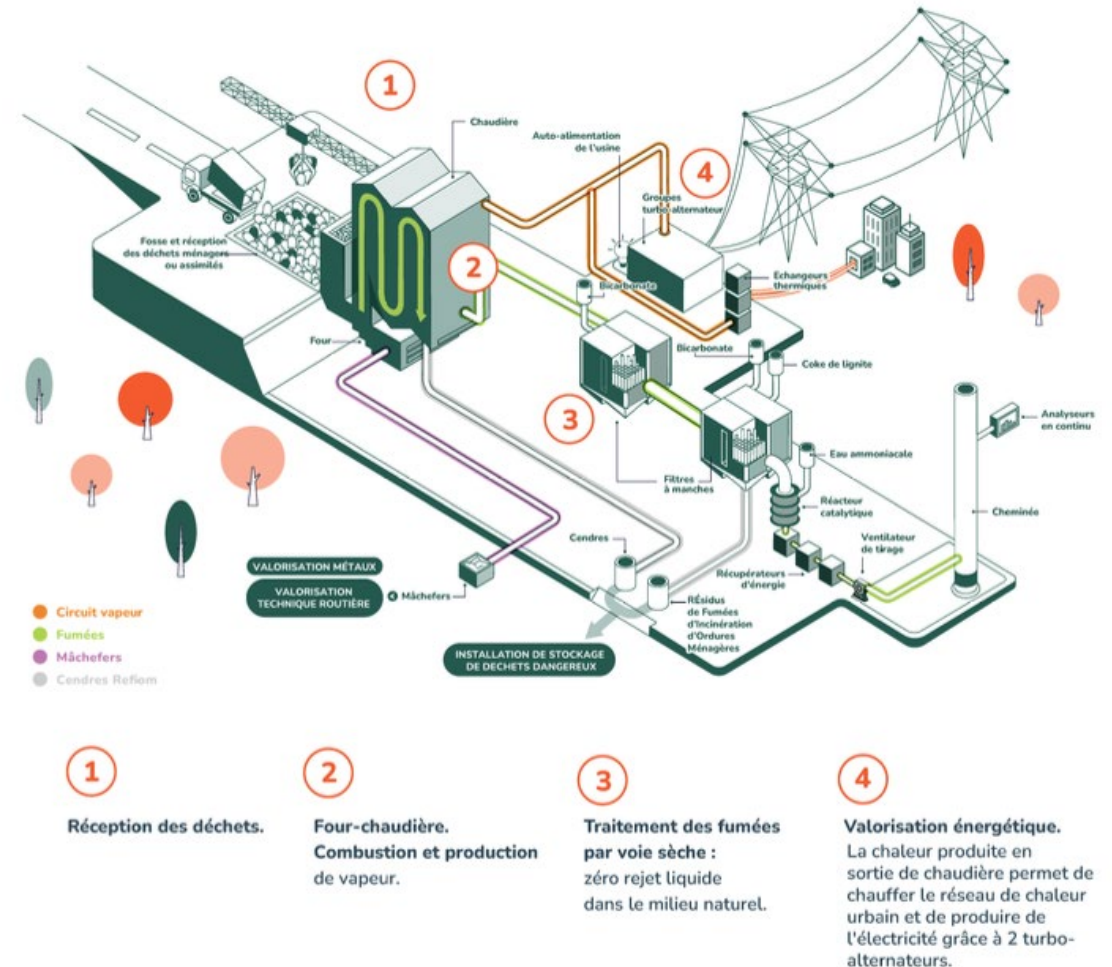 1
Chaudière
Auto-alimentation
de l'usine
4
Groupes
turbo-alternateur
Fosse et réception
des déchets ménagers
ou assimilés
2
Bicarbonate
Echangeurs
thermiques
Four
Bicarbonate
Coke de lignite
3
Analyseurs
en continu
Filtres
à manches
Eau ammoniacale
Réacteur
catalytique
Cheminée
Cendres
Ventilateur
de tirage
Récupérateurs
d'énergie
VALORISATION MÉTAUX
VALORISATION
TECHNIQUE ROUTIÈRE
Mâchefers
RÉsidus
de Fumées
d'Incinération
d'Ordures
Ménagères
INSTALLATION DE STOCKAGE
DE DECHETS DANGEREUX
Circuit vapeur
Fumées
Mâchefers
Cendres Refiom
1
Réception des déchets.
2
Four-chaudière.
Combustion et production
de vapeur.
3
Traitement des fumées
par voie sèche :
zéro rejet liquide
dans le milieu naturel.
4
Valorisation énergétique.
La chaleur produite en
sortie de chaudière permet de
chauffer le réseau de chaleur
urbain et de produire de
l'électricité grâce à 2 turbo-
alternateurs.